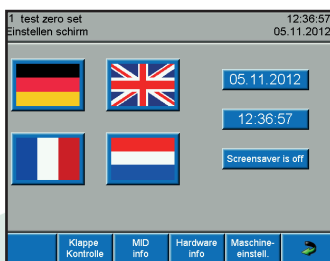 1 test zero set 12:36:57
Einstellen schirm 05.11.2012
05.11.2012
12:36:57
Screensaver is off
Klappe Kontrolle
MID info
Hardware info
Maschine- einstell.